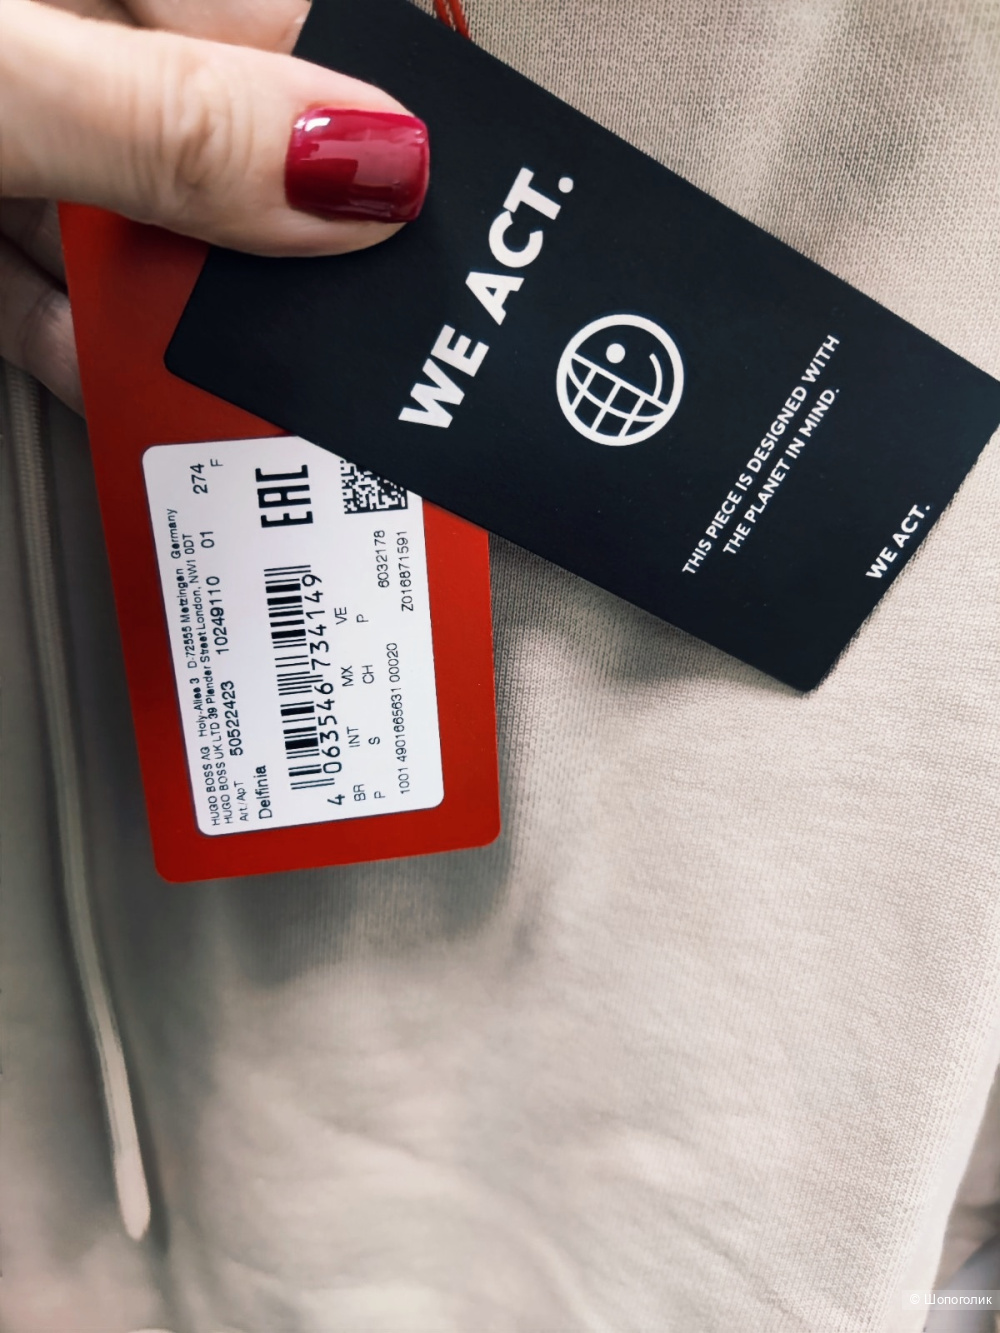 WE ACT.
THIS PIECE IS DESIGNED WITH
THE PLANET IN MIND.
WE ACT.
HUGO BOSS AG Holy-Allee 3 D-72555 Metzingen Germany
HUGO BOSS UK LTD 39 Plender Street London, NW1 0DT
Art./Арт 50522423 10249110 01 274
F
Delfinia
EAC
4 063546 734149
BR INT MX VE
P S CH P
6032178
1001 4901665631 00020 Z016871591
© Шопоголик